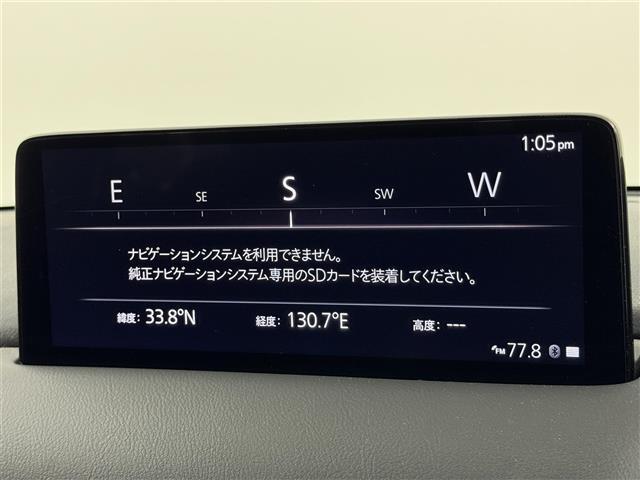 1:05pm
E SE S SW W
ナビゲーションシステムを利用できません。
純正ナビゲーションシステム専用のSDカードを装着してください。
緯度: 33.8°N 経度: 130.7°E 高度: ---
FM 77.8